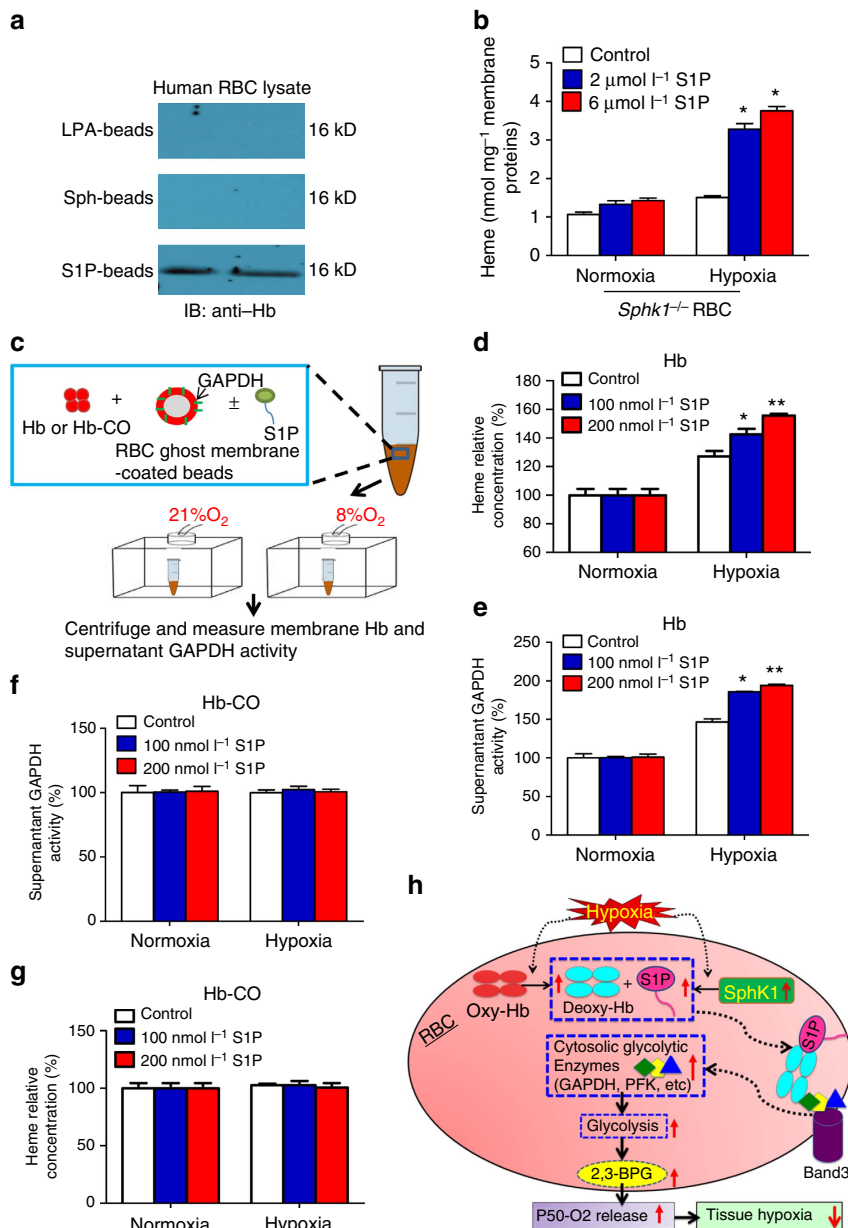 a
Human RBC lysate
LPA-beads
16 kD
Sph-beads
16 kD
S1P-beads
16 kD
IB: anti–Hb
b
Control
2 μmol l⁻¹ S1P
6 μmol l⁻¹ S1P
Heme (nmol mg⁻¹ membrane
proteins)
5
4
3
2
1
0
*
*
Normoxia
Hypoxia
Sphk1⁻/⁻ RBC
c
GAPDH
+
±
Hb or Hb-CO
S1P
RBC ghost membrane
-coated beads
21%O₂
8%O₂
Centrifuge and measure membrane Hb and
supernatant GAPDH activity
d
Hb
Control
100 nmol l⁻¹ S1P
200 nmol l⁻¹ S1P
Heme relative
concentration (%)
180
160
140
120
100
80
60
*
**
Normoxia
Hypoxia
e
Hb
Control
100 nmol l⁻¹ S1P
200 nmol l⁻¹ S1P
Supernatant GAPDH
activity (%)
250
200
150
100
50
0
*
**
Normoxia
Hypoxia
f
Hb-CO
Control
100 nmol l⁻¹ S1P
200 nmol l⁻¹ S1P
Supernatant GAPDH
activity (%)
150
100
50
0
Normoxia
Hypoxia
g
Hb-CO
Control
100 nmol l⁻¹ S1P
200 nmol l⁻¹ S1P
Heme relative
concentration (%)
150
100
50
0
Normoxia
Hypoxia
h
Hypoxia
RBC
Oxy-Hb
Deoxy-Hb
+
S1P
SphK1
S1P
Cytosolic glycolytic
Enzymes
(GAPDH, PFK, etc)
Glycolysis
Band3
2,3-BPG
P50-O2 release
Tissue hypoxia